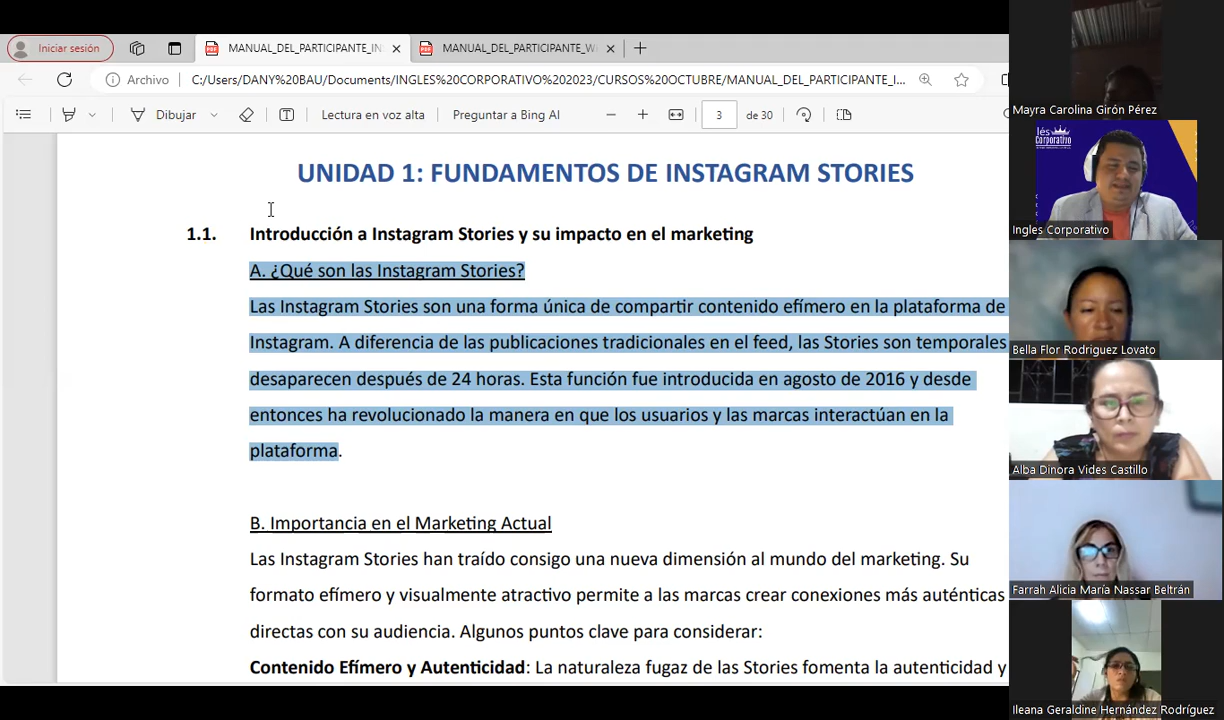 Iniciar sesión
MANUAL_DEL_PARTICIPANTE_IN
MANUAL_DEL_PARTICIPANTE_W
Archivo
C:/Users/DANY%20BAU/Documents/INGLES%20CORPORATIVO%202023/CURSOS%20OCTUBRE/MANUAL_DEL_PARTICIPANTE_I...
Dibujar
Lectura en voz alta
Preguntar a Bing AI
3
de 30
UNIDAD 1: FUNDAMENTOS DE INSTAGRAM STORIES
1.1. Introducción a Instagram Stories y su impacto en el marketing
A. ¿Qué son las Instagram Stories?
Las Instagram Stories son una forma única de compartir contenido efímero en la plataforma de
Instagram. A diferencia de las publicaciones tradicionales en el feed, las Stories son temporales
desaparecen después de 24 horas. Esta función fue introducida en agosto de 2016 y desde
entonces ha revolucionado la manera en que los usuarios y las marcas interactúan en la
plataforma.
B. Importancia en el Marketing Actual
Las Instagram Stories han traído consigo una nueva dimensión al mundo del marketing. Su
formato efímero y visualmente atractivo permite a las marcas crear conexiones más auténticas
directas con su audiencia. Algunos puntos clave para considerar:
Contenido Efímero y Autenticidad: La naturaleza fugaz de las Stories fomenta la autenticidad y
Mayra Carolina Girón Pérez
lés
Corporativo
Ingles Corporativo
Bella Flor Rodriguez Lovato
Alba Dinora Vides Castillo
Farrah Alicia María Nassar Beltrán
Ileana Geraldine Hernández Rodríguez